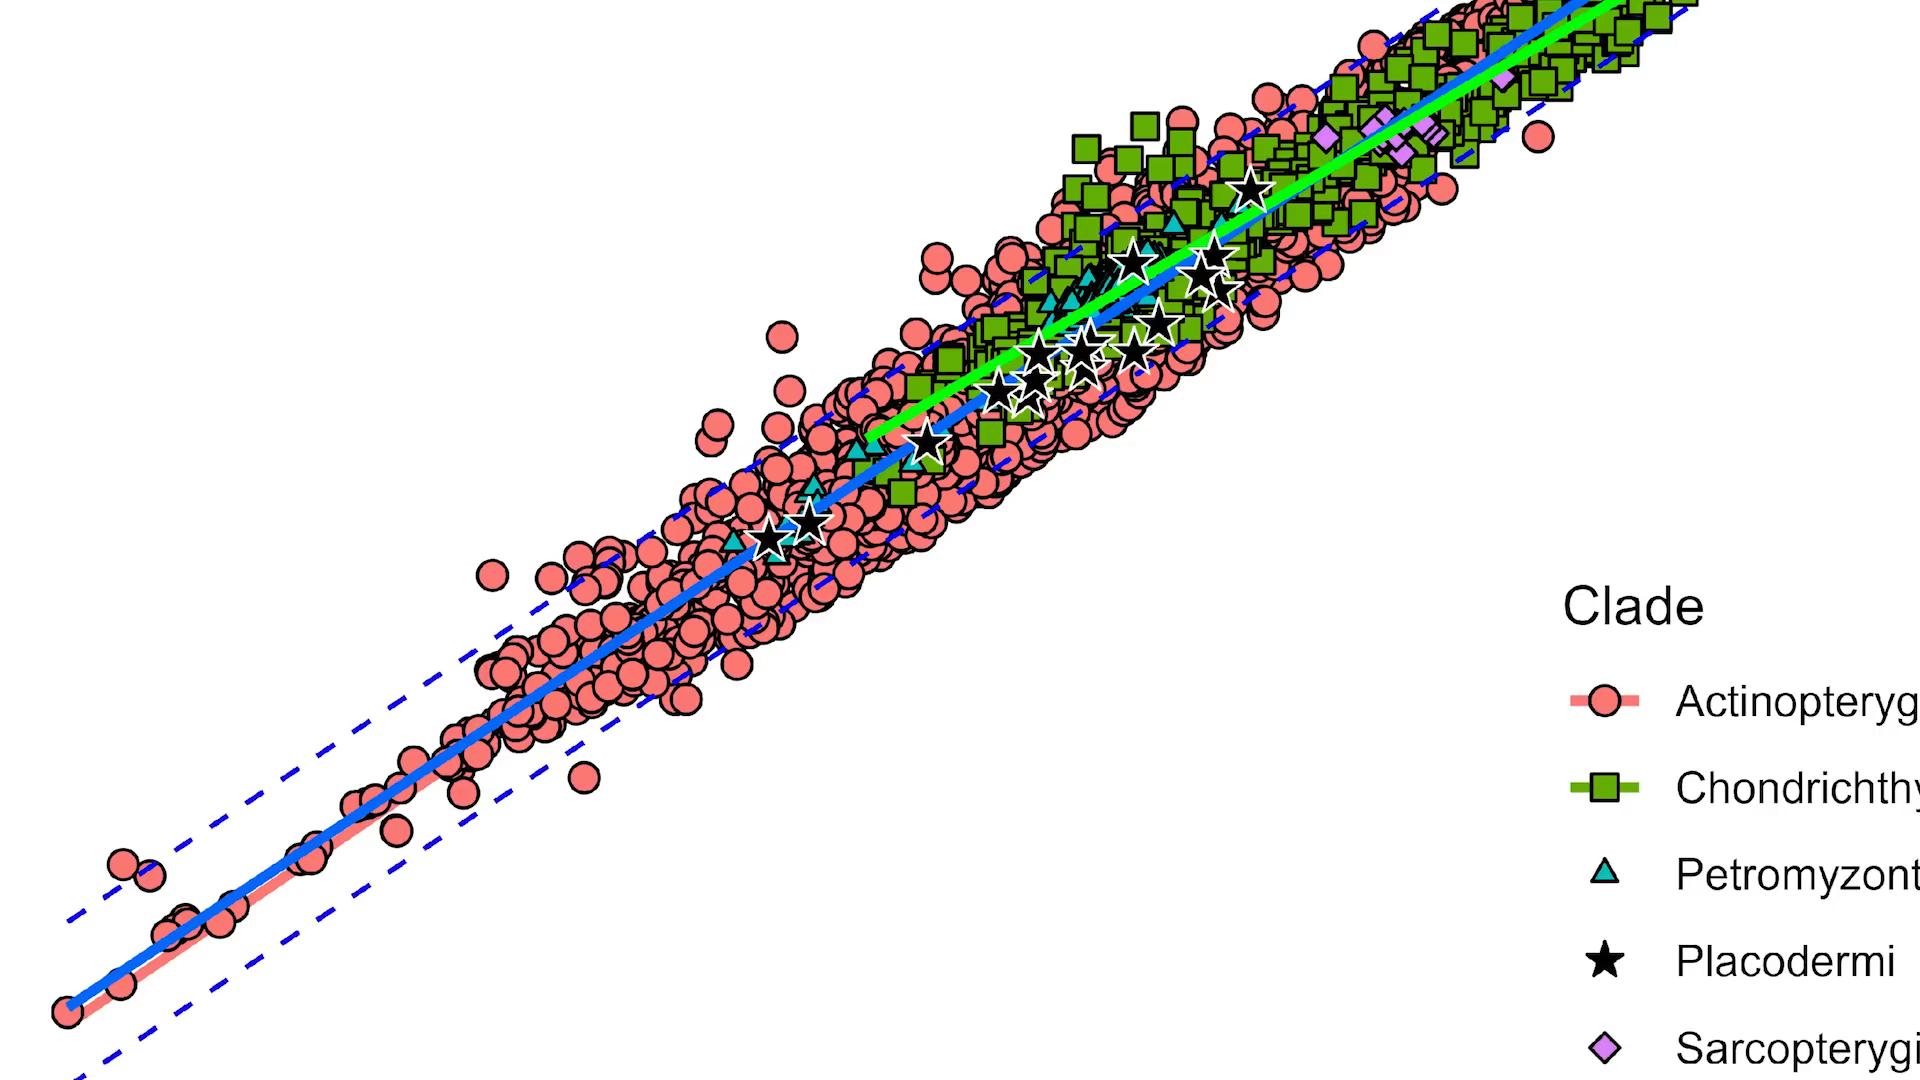 Clade
Actinopteryg
Chondrichthy
Petromyzont
Placodermi
Sarcopterygi